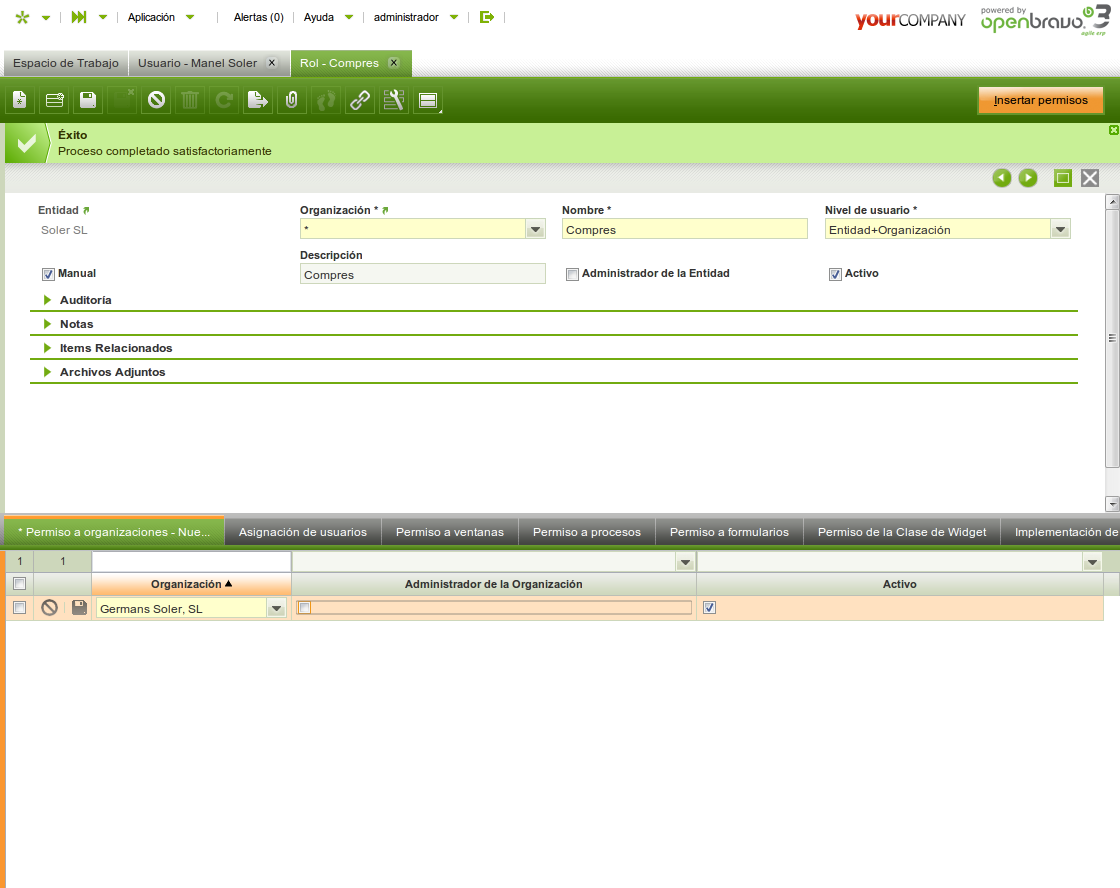 Aplicación
Alertas (0)
Ayuda
administrador
yourCOMPANY
powered by
openbravo.3
agile erp
Espacio de Trabajo
Usuario - Manel Soler
Rol - Compres
Insertar permisos
Éxito
Proceso completado satisfactoriamente
Entidad
Organización *
Nombre *
Nivel de usuario *
Soler SL
*
Compres
Entidad+Organización
Descripción
Manual
Compres
Administrador de la Entidad
Activo
Auditoría
Notas
Items Relacionados
Archivos Adjuntos
* Permiso a organizaciones - Nue...
Asignación de usuarios
Permiso a ventanas
Permiso a procesos
Permiso a formularios
Permiso de la Clase de Widget
Implementación de
1
1
Organización
Administrador de la Organización
Activo
Germans Soler, SL